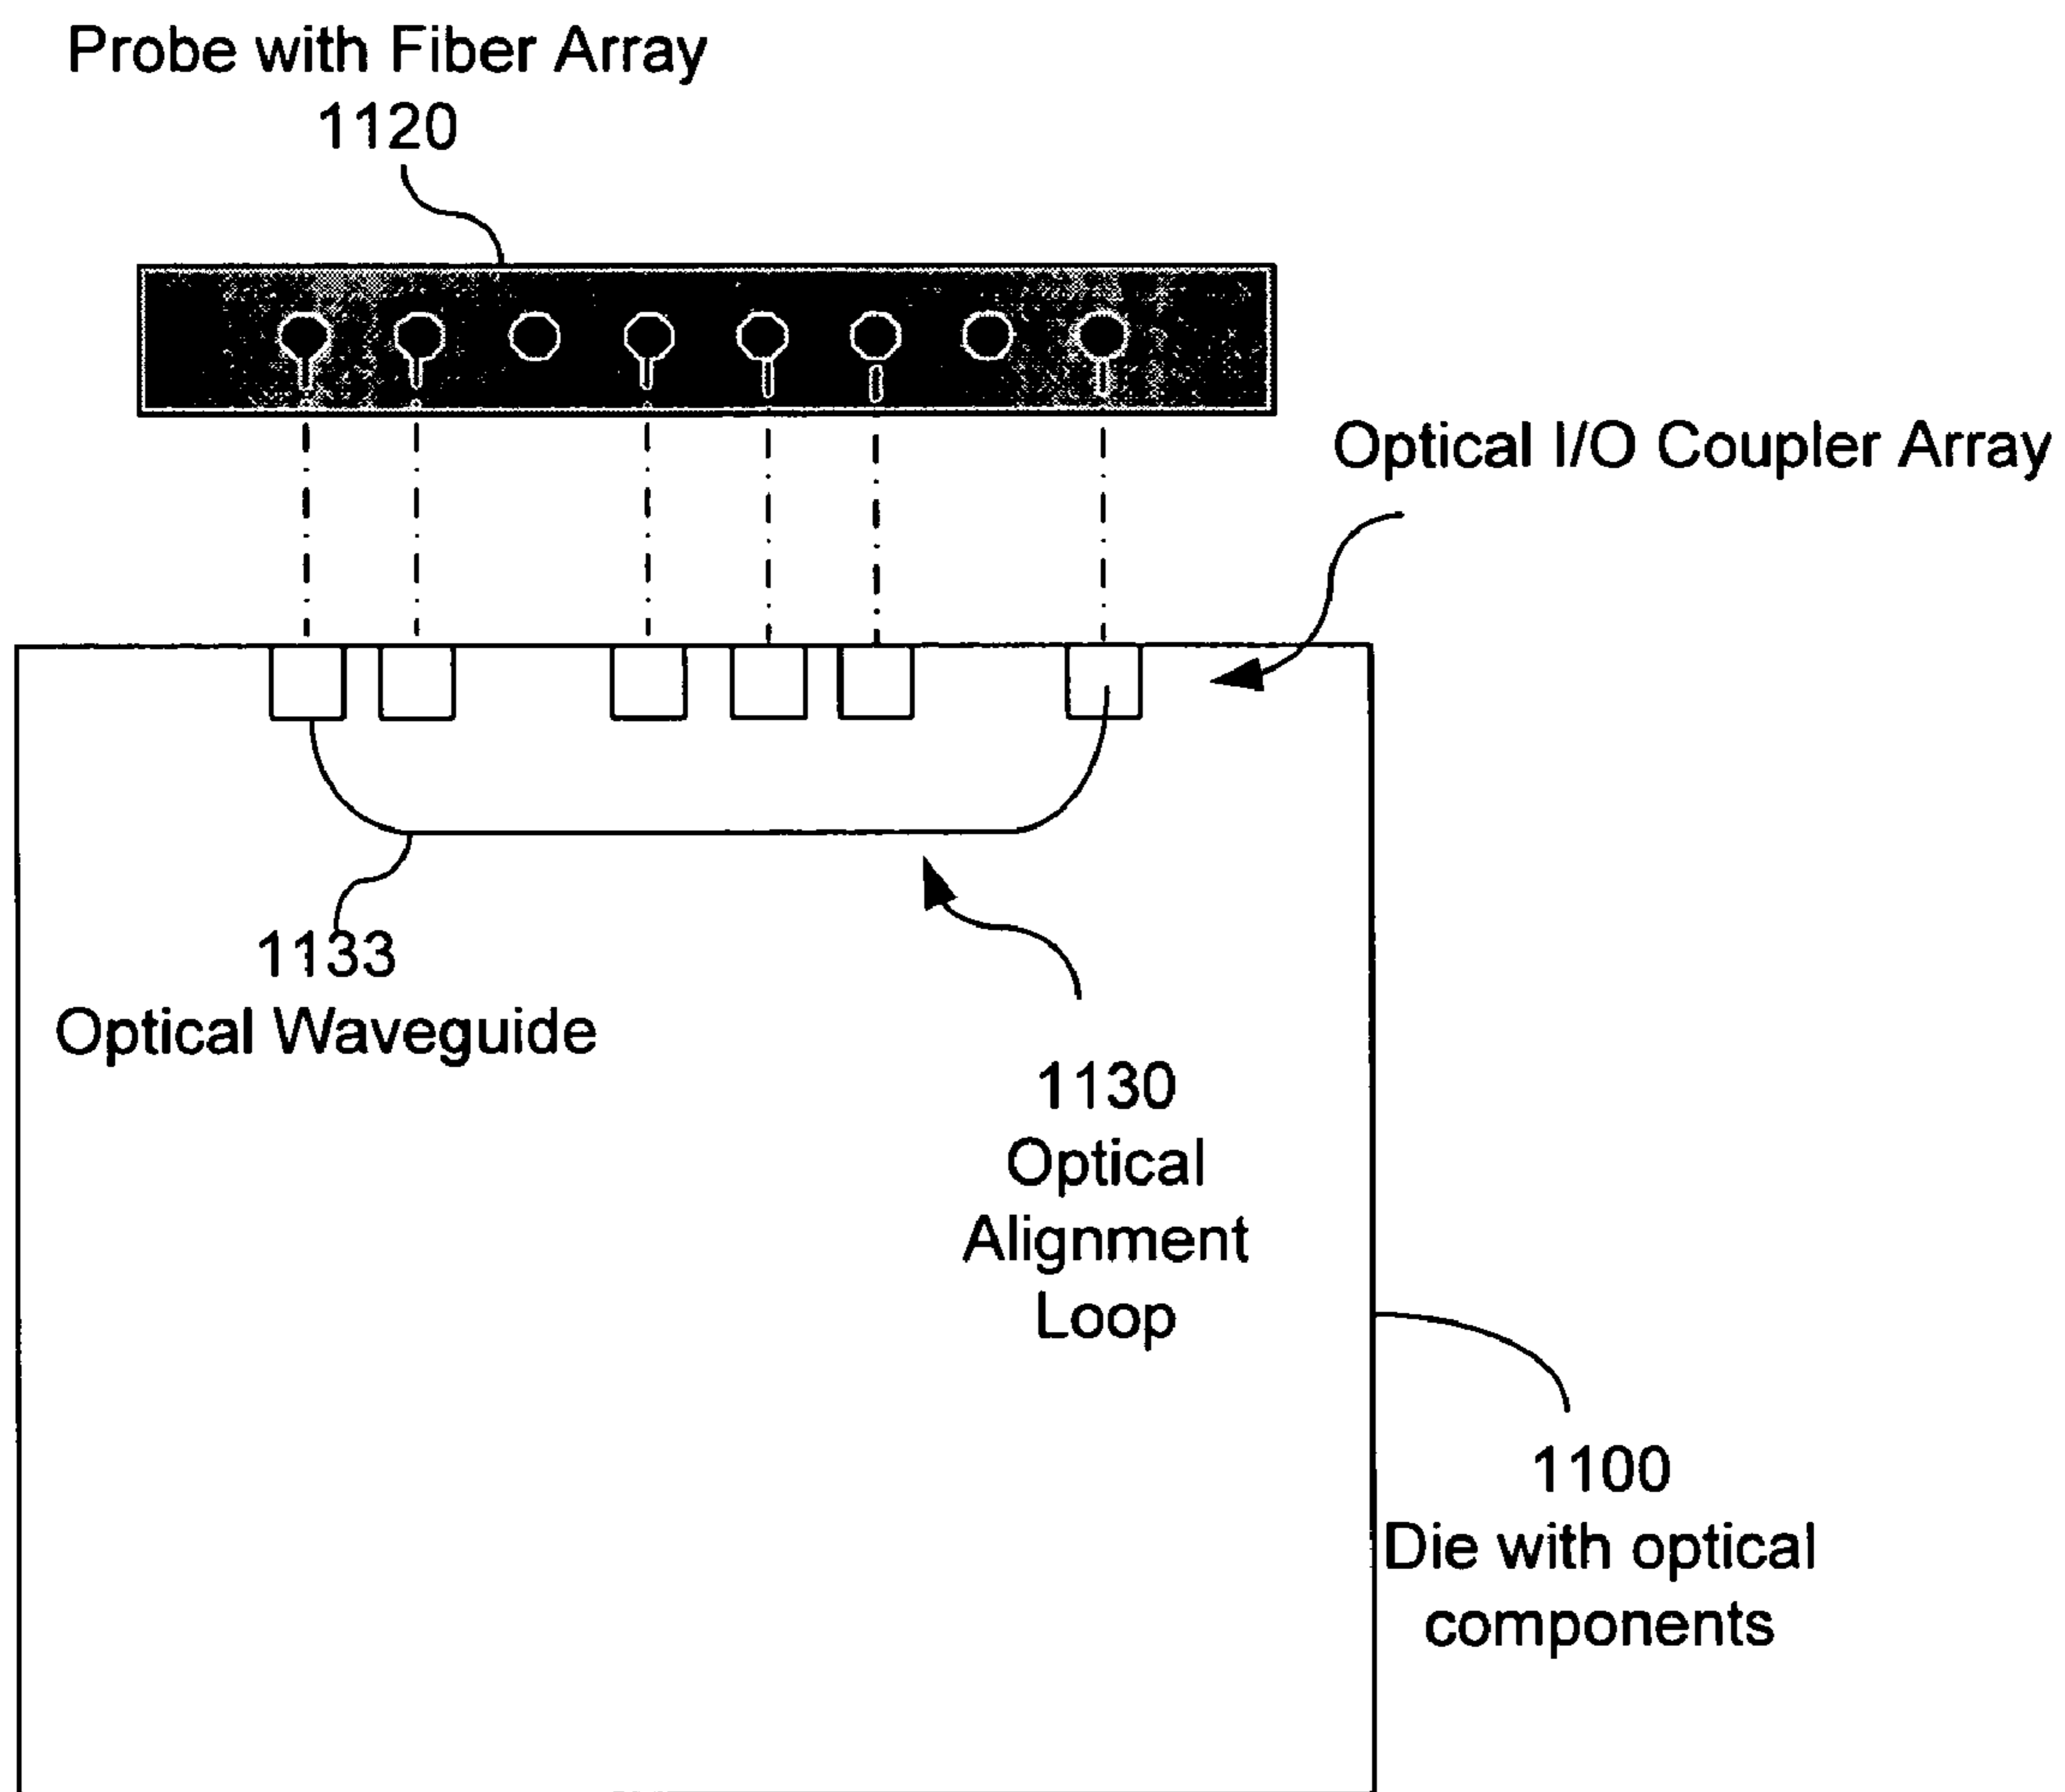 Probe with Fiber Array
1120
Optical I/O Coupler Array
1133
Optical Waveguide
1130
Optical
Alignment
Loop
1100
Die with optical
components